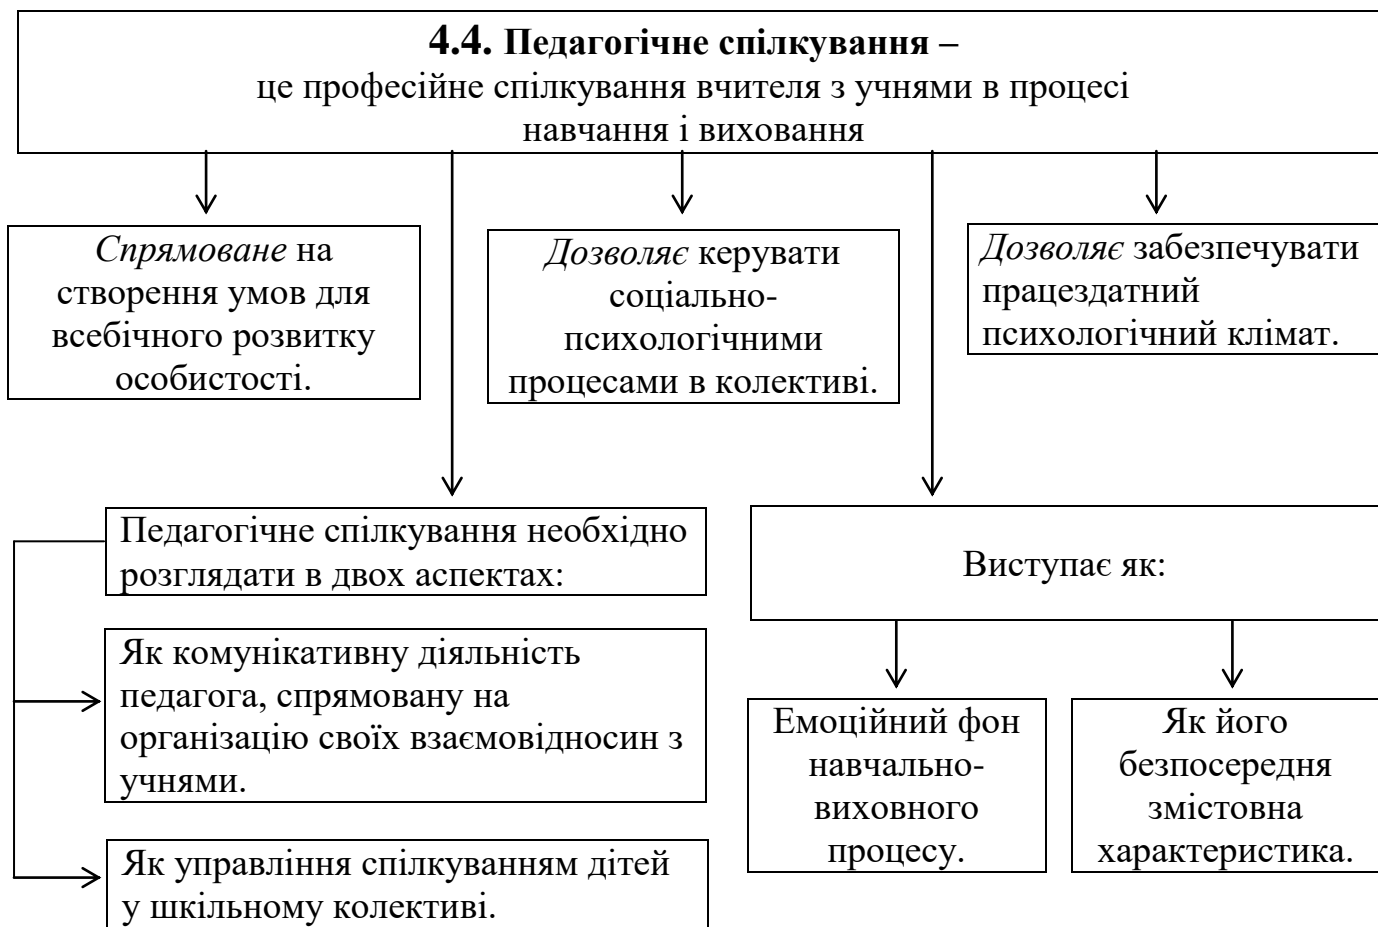 4.4. Педагогічне спілкування –
це професійне спілкування вчителя з учнями в процесі
навчання і виховання
Спрямоване на
створення умов для
всебічного розвитку
особистості.
Дозволяє керувати
соціально-
психологічними
процесами в колективі.
Дозволяє забезпечувати
працездатний
психологічний клімат.
Педагогічне спілкування необхідно
розглядати в двох аспектах:
Як комунікативну діяльність
педагога, спрямовану на
організацію своїх взаємовідносин з
учнями.
Як управління спілкуванням дітей
у шкільному колективі.
Виступає як:
Емоційний фон
навчально-
виховного
процесу.
Як його
безпосередня
змістовна
характеристика.